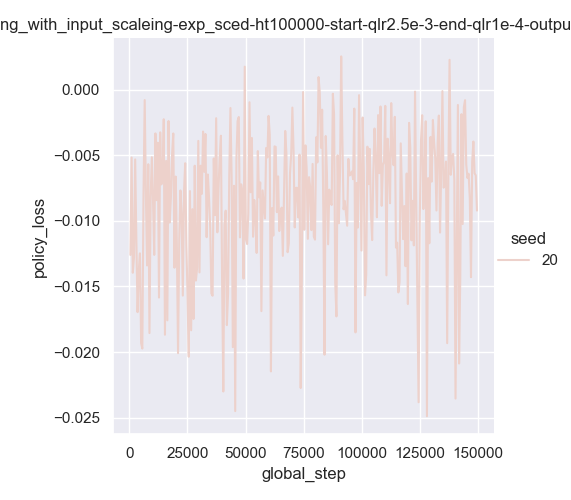 ng_with_input_scaleing-exp_sced-ht100000-start-qlr2.5e-3-end-qlr1e-4-outpu
0.000
−0.005
−0.010
−0.015
−0.020
−0.025
policy_loss
seed
20
0 25000 50000 75000 100000 125000 150000
global_step